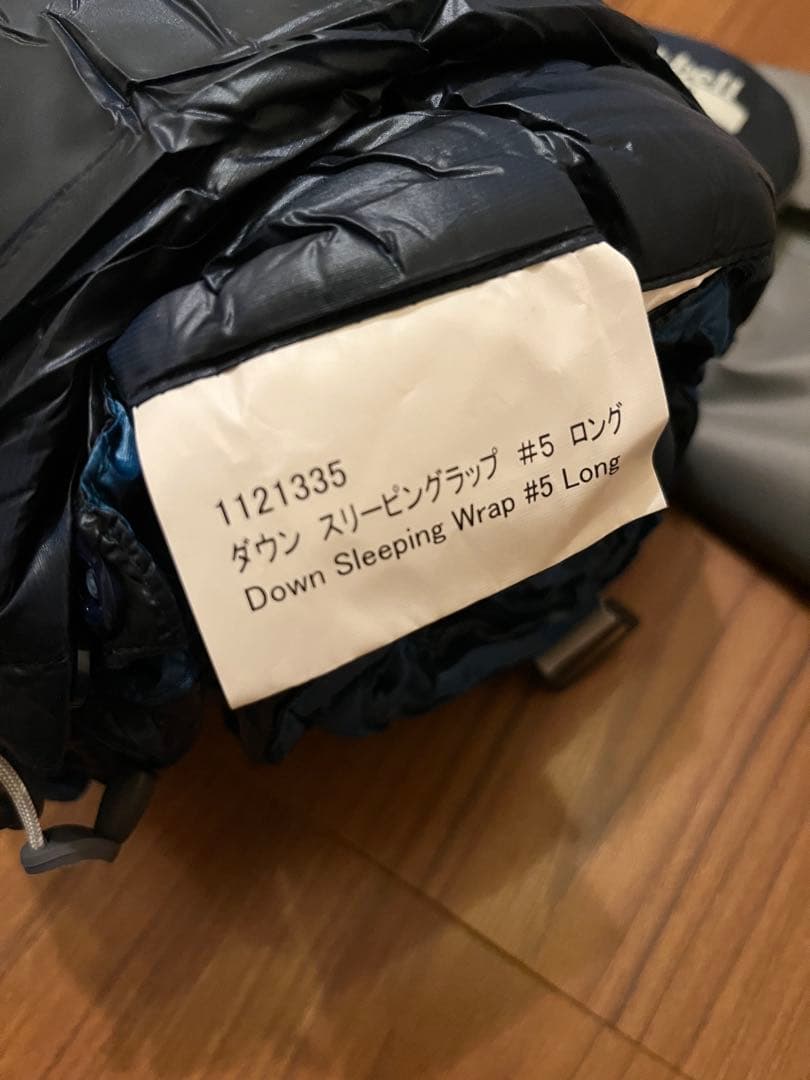 1121335
ダウン スリーピングラップ #5 ロング
Down Sleeping Wrap #5 Long